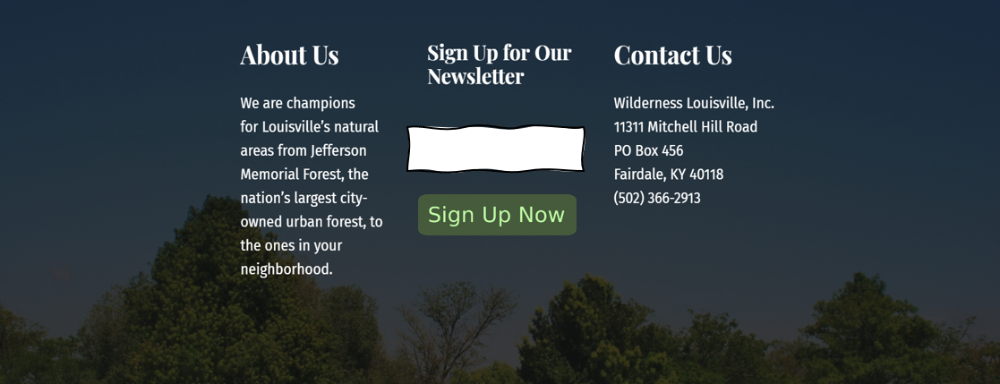 About Us
We are champions
for Louisville’s natural
areas from Jefferson
Memorial Forest, the
nation’s largest city-
owned urban forest, to
the ones in your
neighborhood.
Sign Up for Our
Newsletter
Sign Up Now
Contact Us
Wilderness Louisville, Inc.
11311 Mitchell Hill Road
PO Box 456
Fairdale, KY 40118
(502) 366-2913